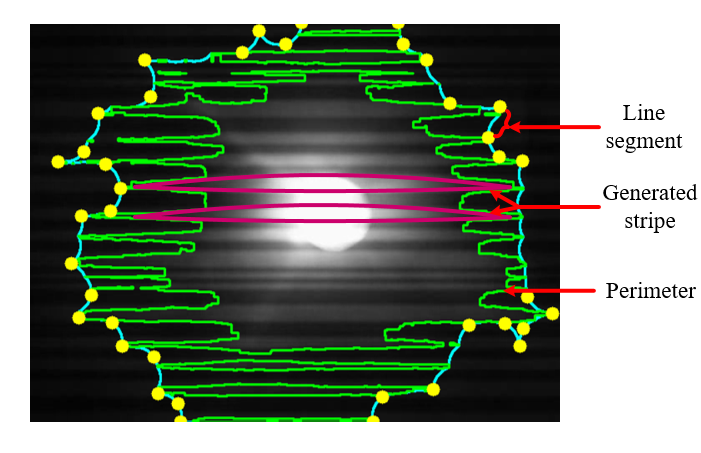 Line
segment
Generated
stripe
Perimeter